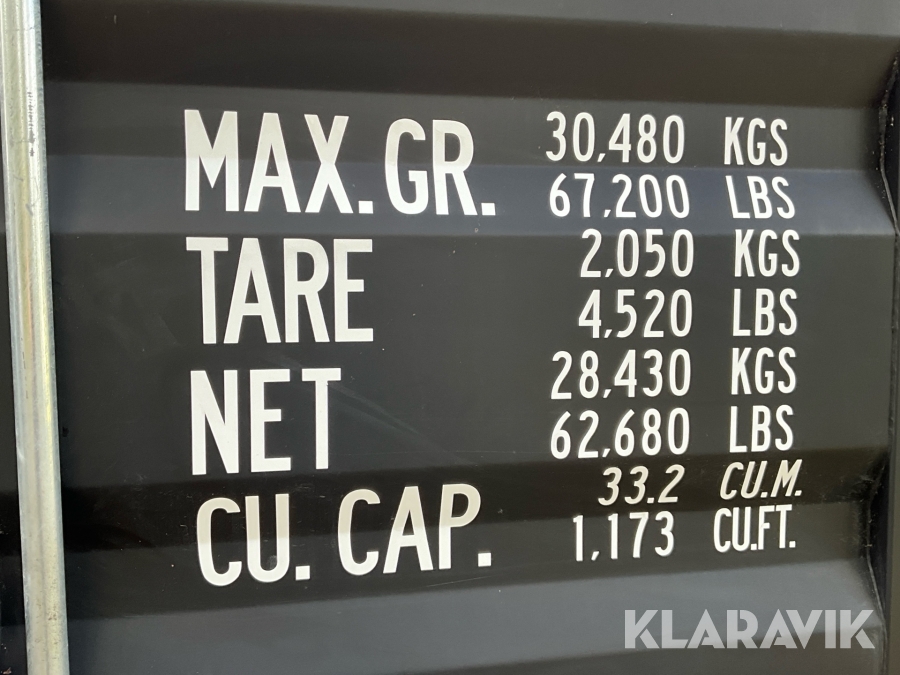 MAX. GR. 30,480 KGS
67,200 LBS
TARE 2,050 KGS
4,520 LBS
NET 28,430 KGS
62,680 LBS
CU. CAP. 33.2 CU.M.
1,173 CU.FT.
KLARAVIK